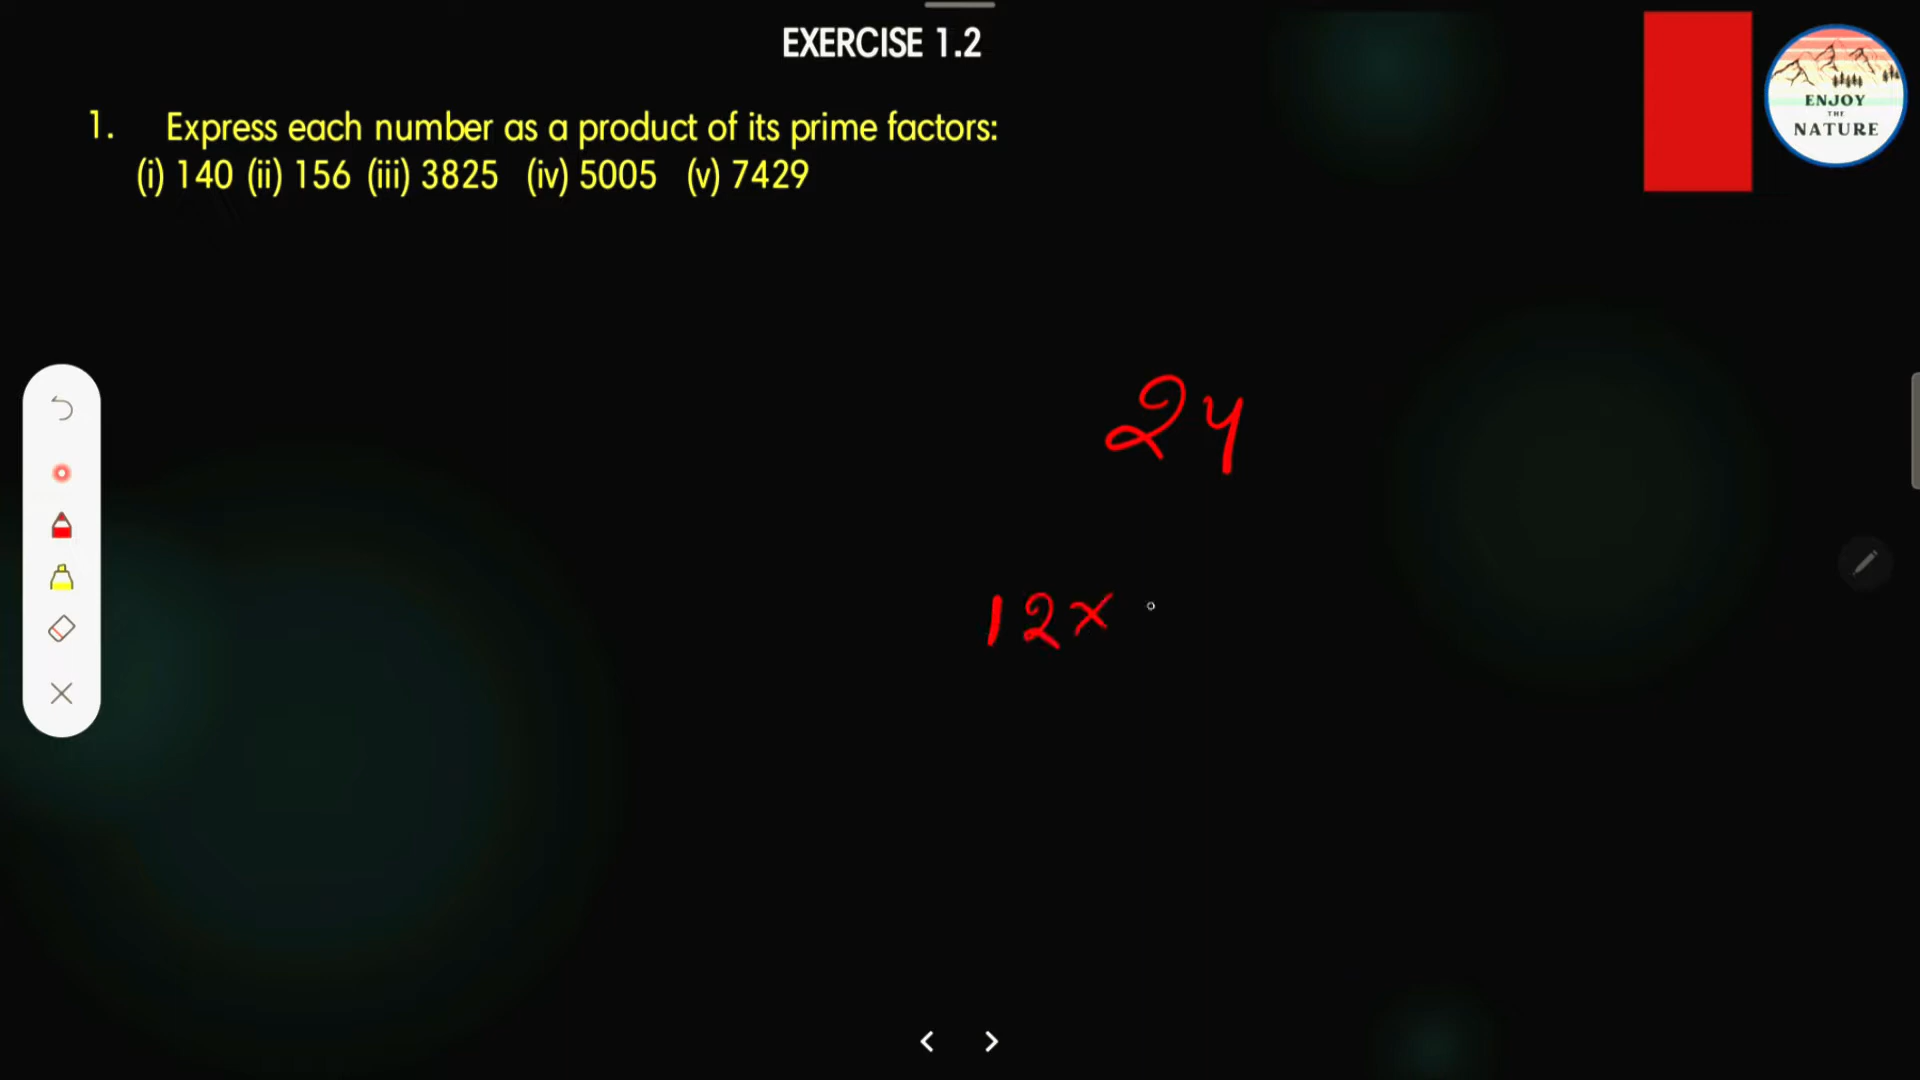 EXERCISE 1.2
1. Express each number as a product of its prime factors:
(i) 140 (ii) 156 (iii) 3825 (iv) 5005 (v) 7429
ENJOY
THE
NATURE
24
12x